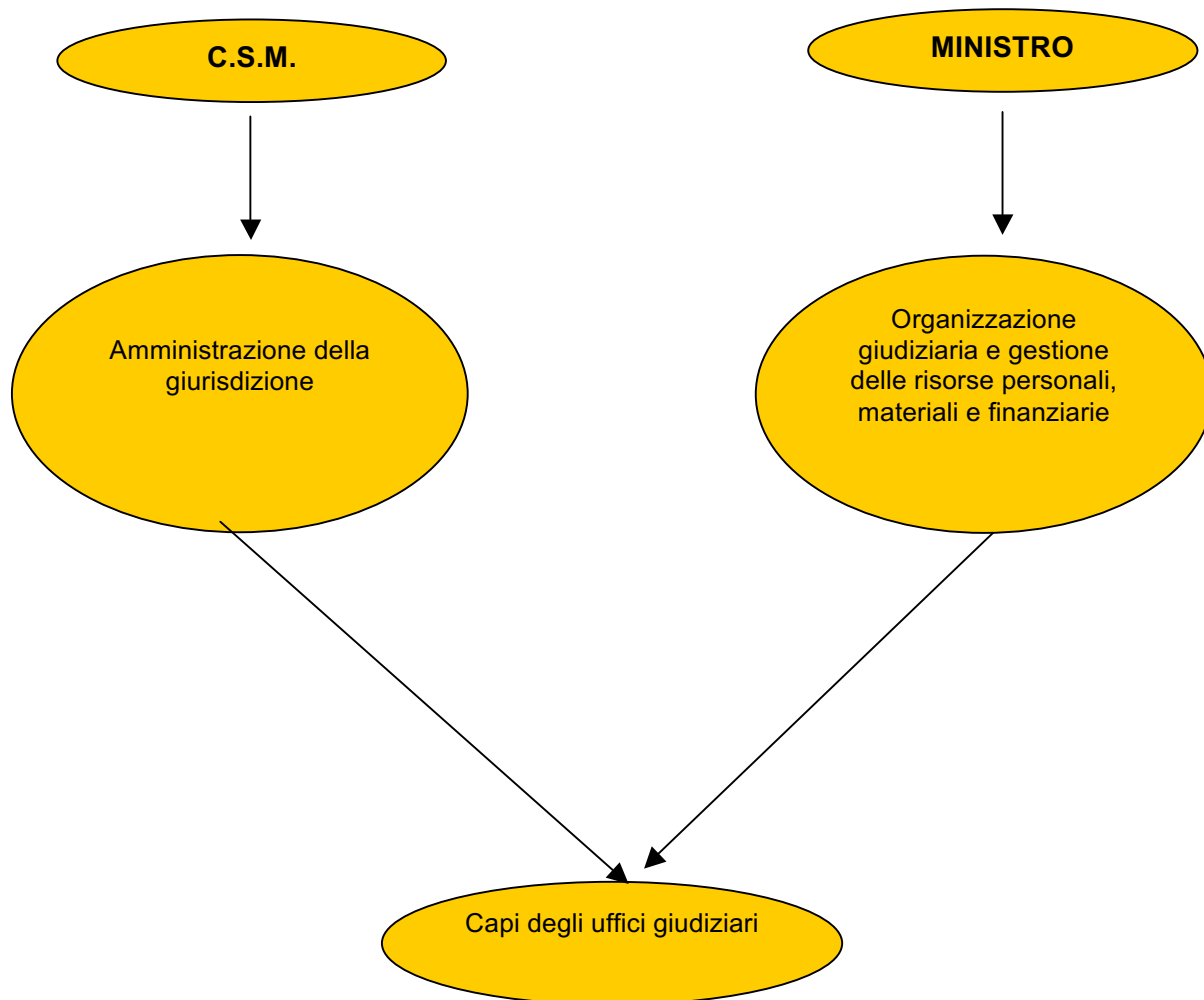 C.S.M.
MINISTRO
Amministrazione della
giurisdizione
Organizzazione
giudiziaria e gestione
delle risorse personali,
materiali e finanziarie
Capi degli uffici giudiziari